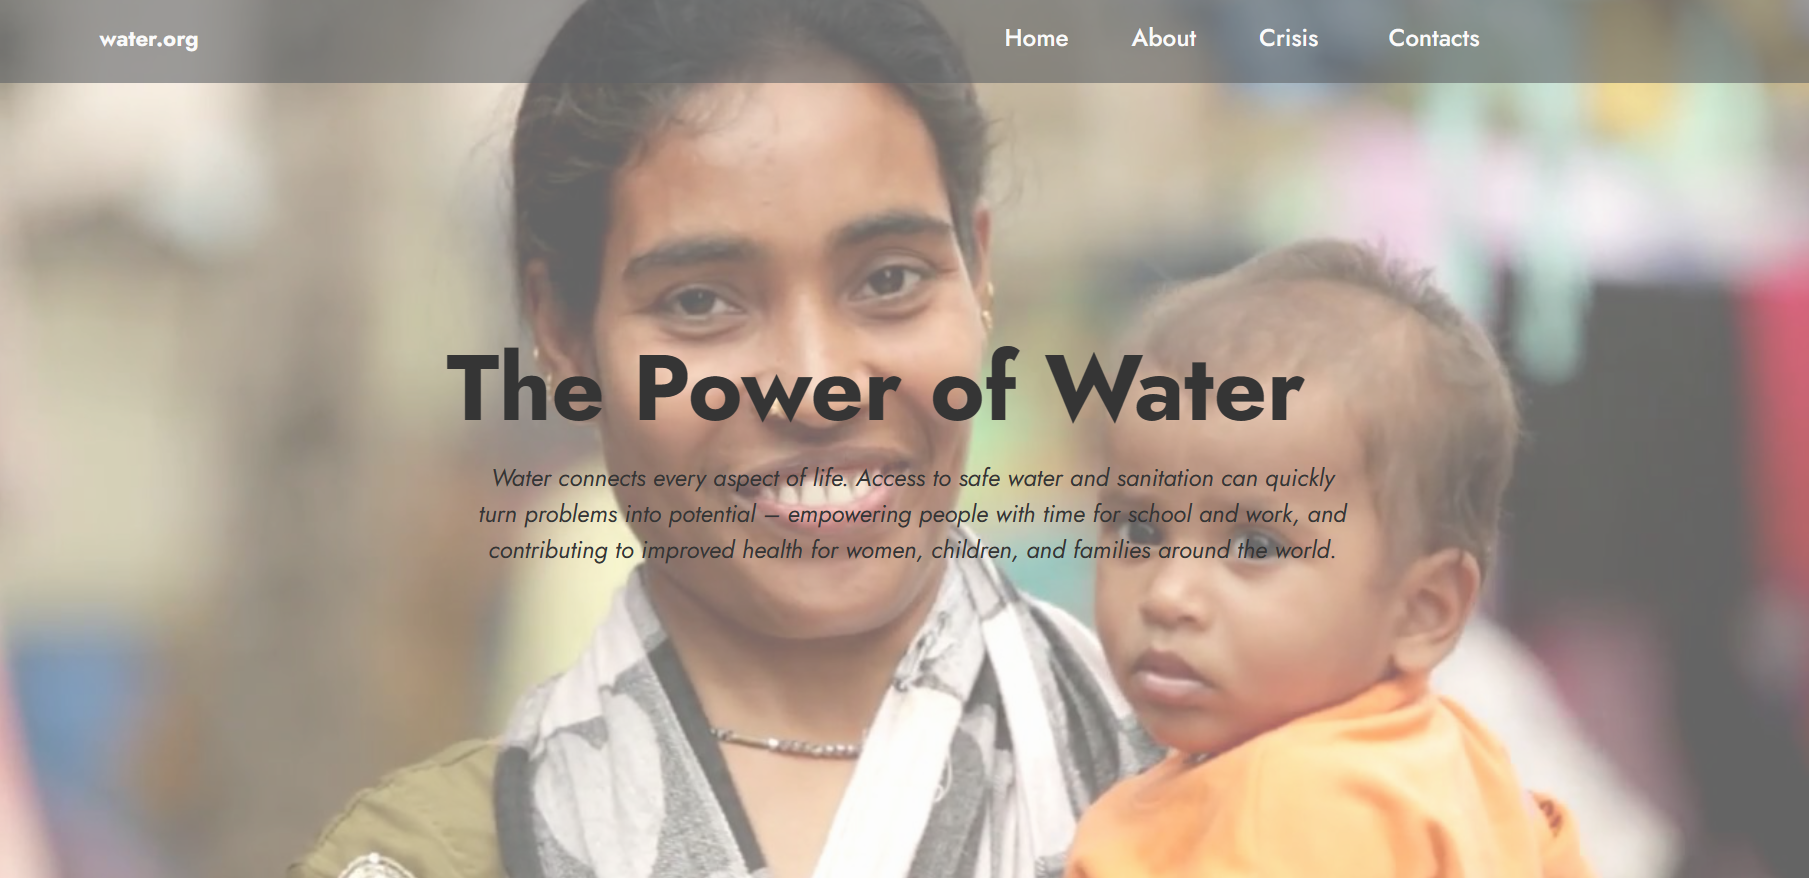 water.org
Home About Crisis Contacts
The Power of Water
Water connects every aspect of life. Access to safe water and sanitation can quickly
turn problems into potential – empowering people with time for school and work, and
contributing to improved health for women, children, and families around the world.